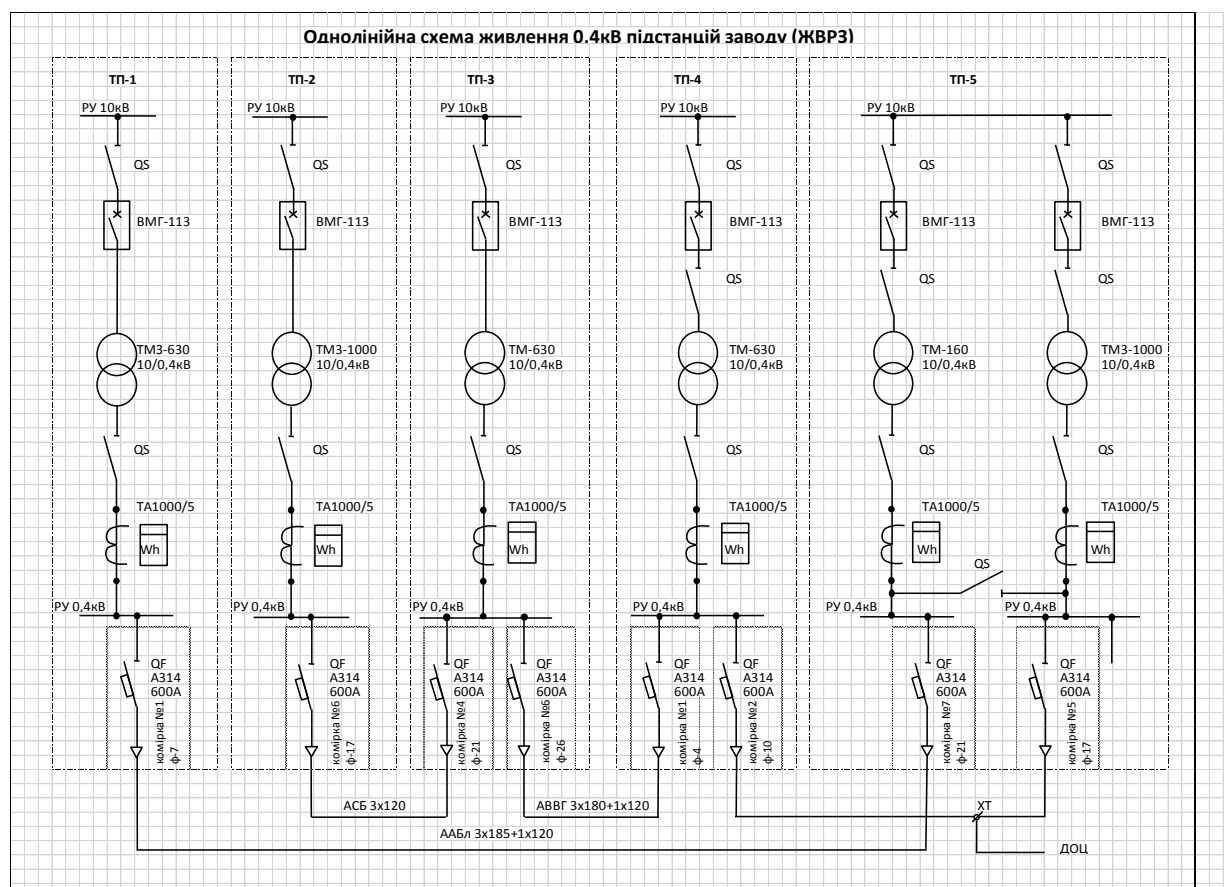 Однолінійна схема живлення 0.4кВ підстанцій заводу (ЖВРЗ)
ТП-1
ТП-2
ТП-3
ТП-4
ТП-5
РУ 10кВ
РУ 10кВ
РУ 10кВ
РУ 10кВ
РУ 10кВ
QS
QS
QS
QS
QS
QS
ВМГ-113
ВМГ-113
ВМГ-113
ВМГ-113
ВМГ-113
ВМГ-113
QS
QS
QS
ТМЗ-630
10/0,4кВ
ТМЗ-1000
10/0,4кВ
ТМ-630
10/0,4кВ
ТМ-630
10/0,4кВ
ТМ-160
10/0,4кВ
ТМЗ-1000
10/0,4кВ
QS
QS
QS
QS
QS
QS
ТА1000/5
ТА1000/5
ТА1000/5
ТА1000/5
ТА1000/5
ТА1000/5
Wh
Wh
Wh
Wh
Wh
Wh
QS
РУ 0,4кВ
РУ 0,4кВ
РУ 0,4кВ
РУ 0,4кВ
РУ 0,4кВ
РУ 0,4кВ
QF
А314
600А
комірка №1
ф-7
QF
А314
600А
комірка №6
ф-17
QF
А314
600А
комірка №4
ф-21
QF
А314
600А
комірка №6
ф-26
QF
А314
600А
комірка №1
ф-4
QF
А314
600А
комірка №2
ф-10
QF
А314
600А
комірка №7
ф-21
QF
А314
600А
комірка №5
ф-17
АСБ 3х120
АВВГ 3х180+1х120
ХТ
ААБл 3х185+1х120
ДОЦ